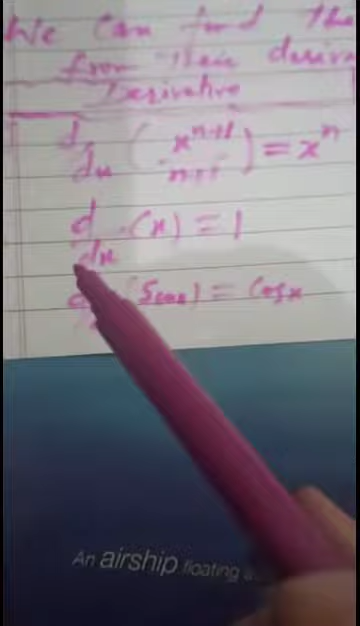 We can find the
from their deriva
Derivative
d/dx (x^{n+1}/n+1) = x^n
d/dx (x) = 1
(Sinx) = Cosx
An airship floating